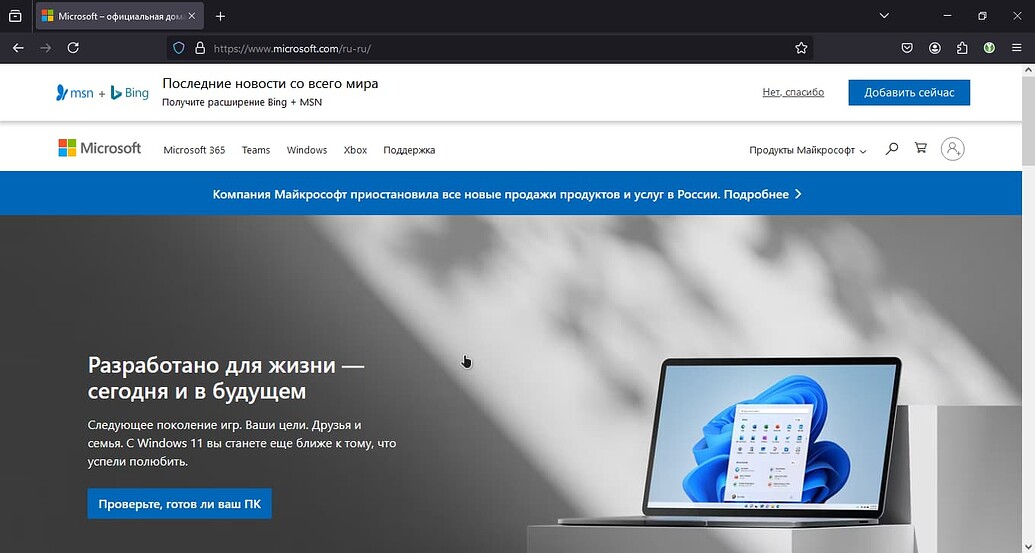 Microsoft – официальная дом
https://www.microsoft.com/ru-ru/
msn + Bing
Последние новости со всего мира
Получите расширение Bing + MSN
Нет, спасибо
Добавить сейчас
Microsoft
Microsoft 365
Teams
Windows
Xbox
Поддержка
Продукты Майкрософт
Компания Майкрософт приостановила все новые продажи продуктов и услуг в России. Подробнее
Разработано для жизни —
сегодня и в будущем
Следующее поколение игр. Ваши цели. Друзья и
семья. С Windows 11 вы станете еще ближе к тому, что
успели полюбить.
Проверьте, готов ли ваш ПК